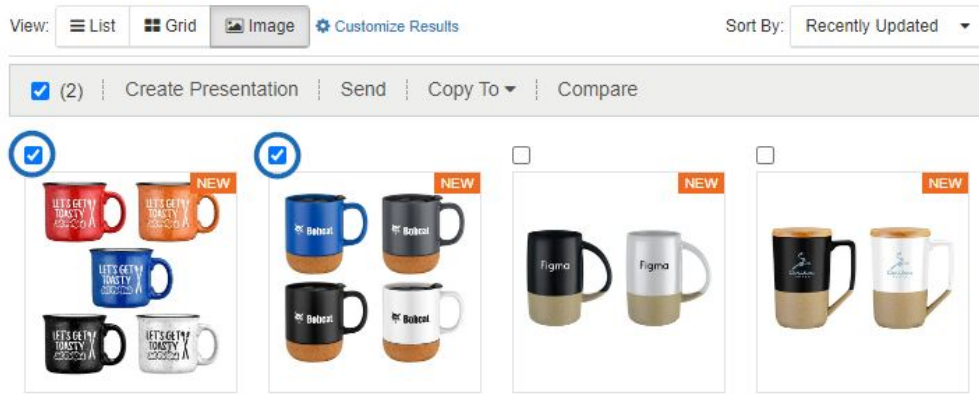 View: List Grid Image Customize Results Sort By: Recently Updated
(2) Create Presentation Send Copy To Compare
NEW NEW NEW NEW
LET'S GET TOASTY
LET'S GET TOASTY
LET'S GET TOASTY
LET'S GET TOASTY
LET'S GET TOASTY
Bobcat Bobcat
Bobcat Bobcat
Figma Figma